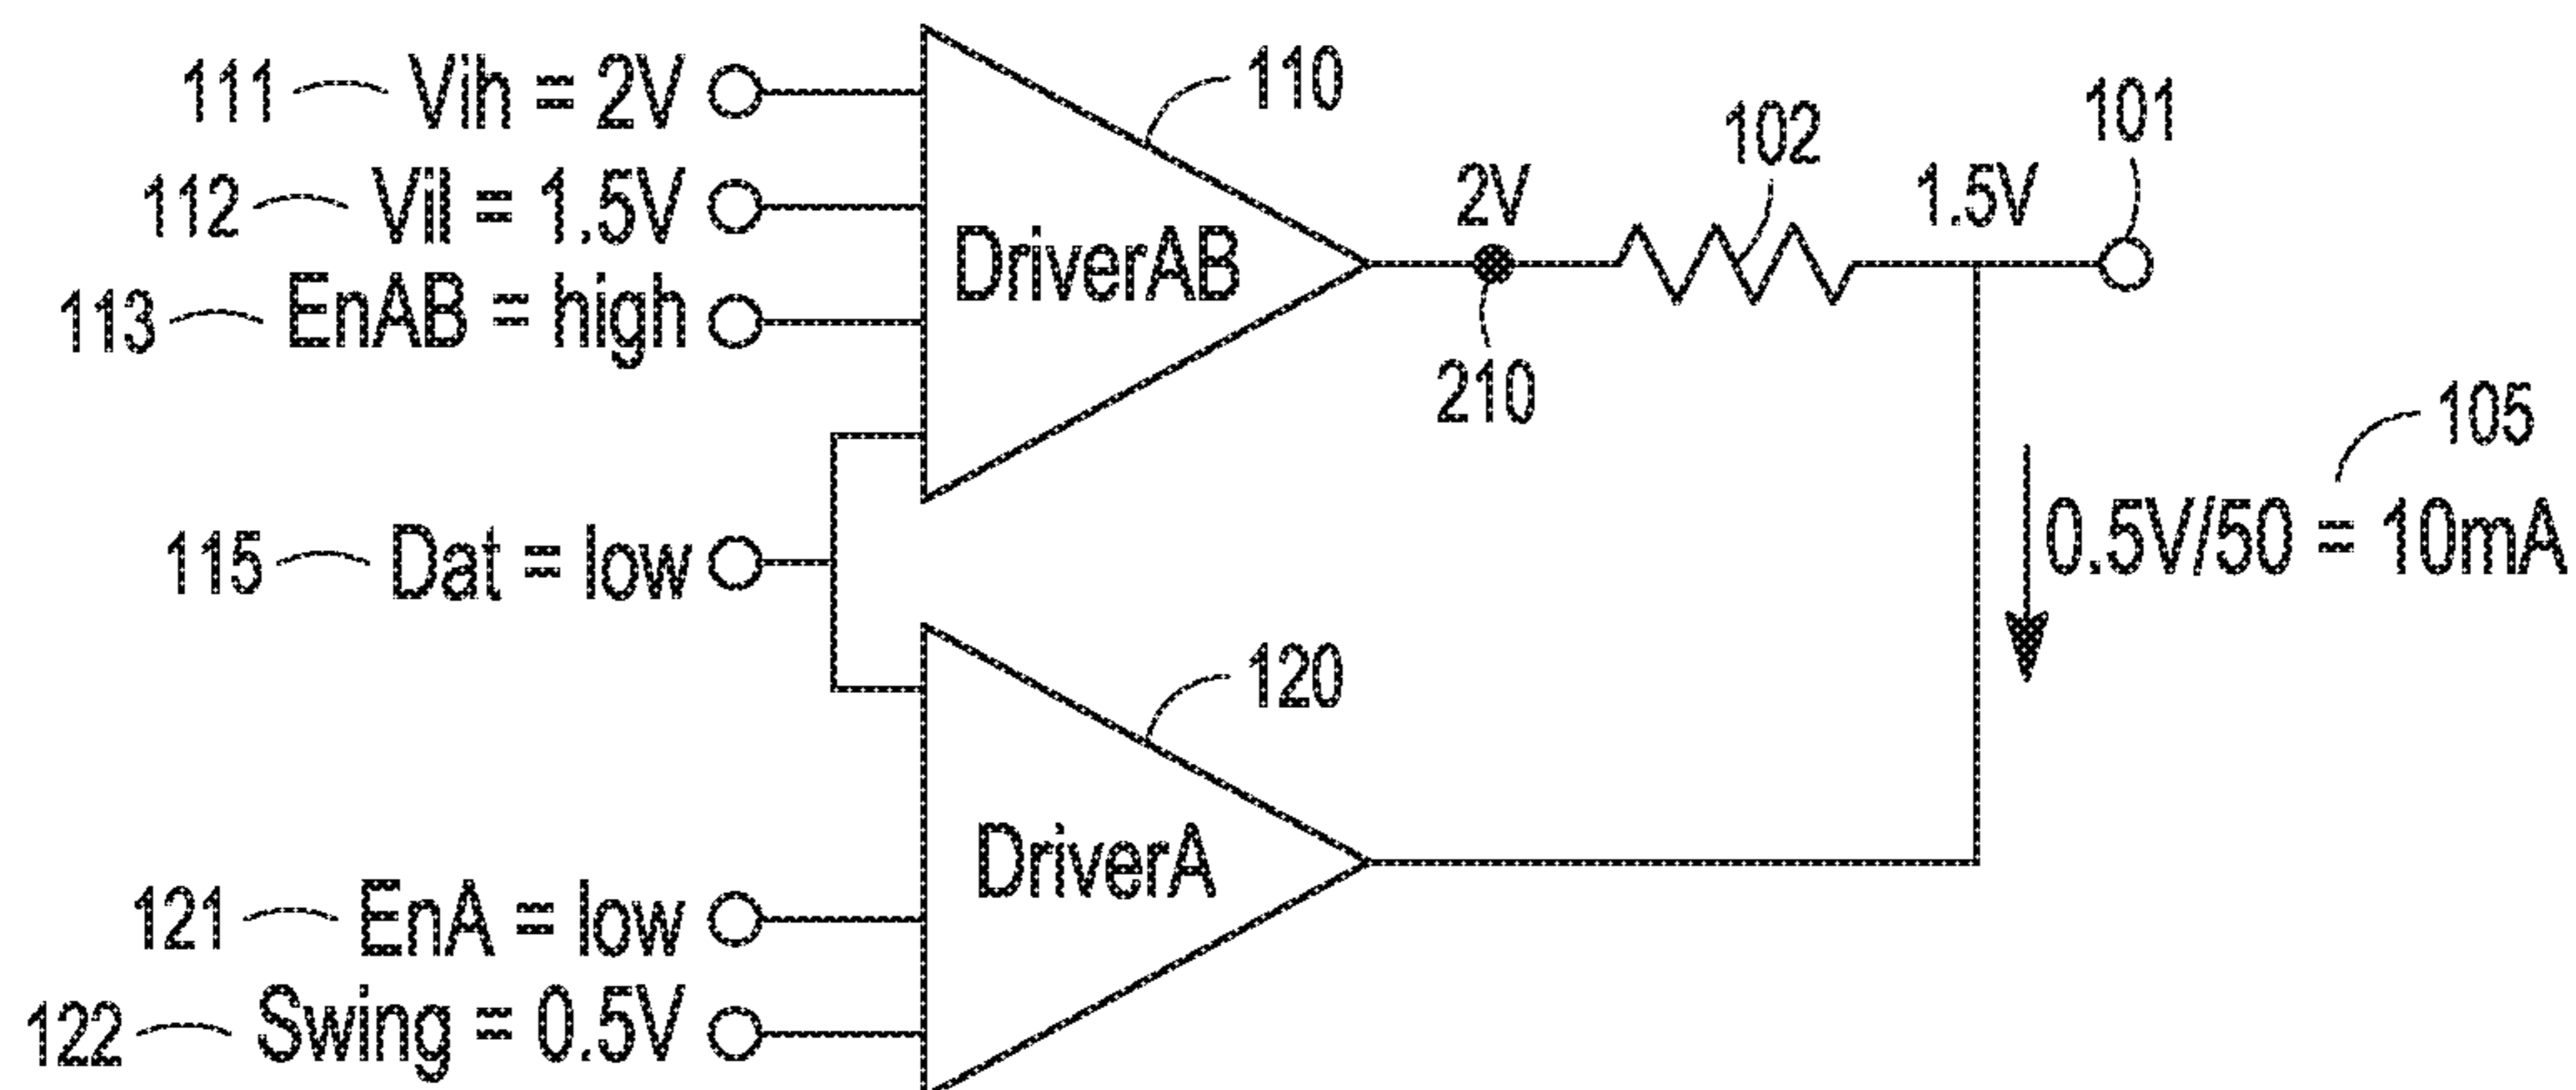 111 Vih = 2V
110
101
102
112 Vil = 1.5V
2V
1.5V
DriverAB
113 EnAB = high
210
105
0.5V/50 = 10mA
115 Dat = low
120
DriverA
121 EnA = low
122 Swing = 0.5V